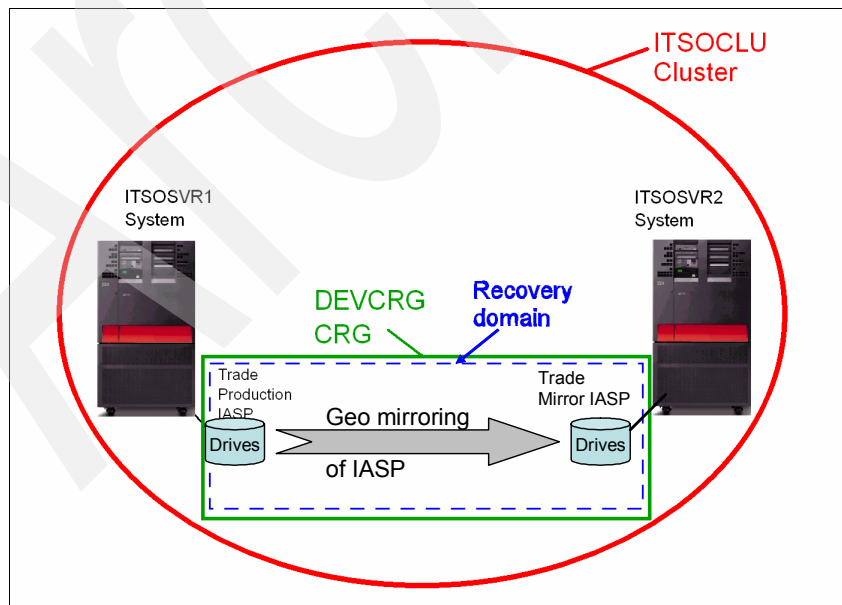 ITSOCLU
Cluster
ITSOSVR1
System
ITSOSVR2
System
DEVCRG
CRG
Recovery
domain
Trade
Production
IASP
Trade
Mirror IASP
Geo mirroring
Drives
Drives
of IASP